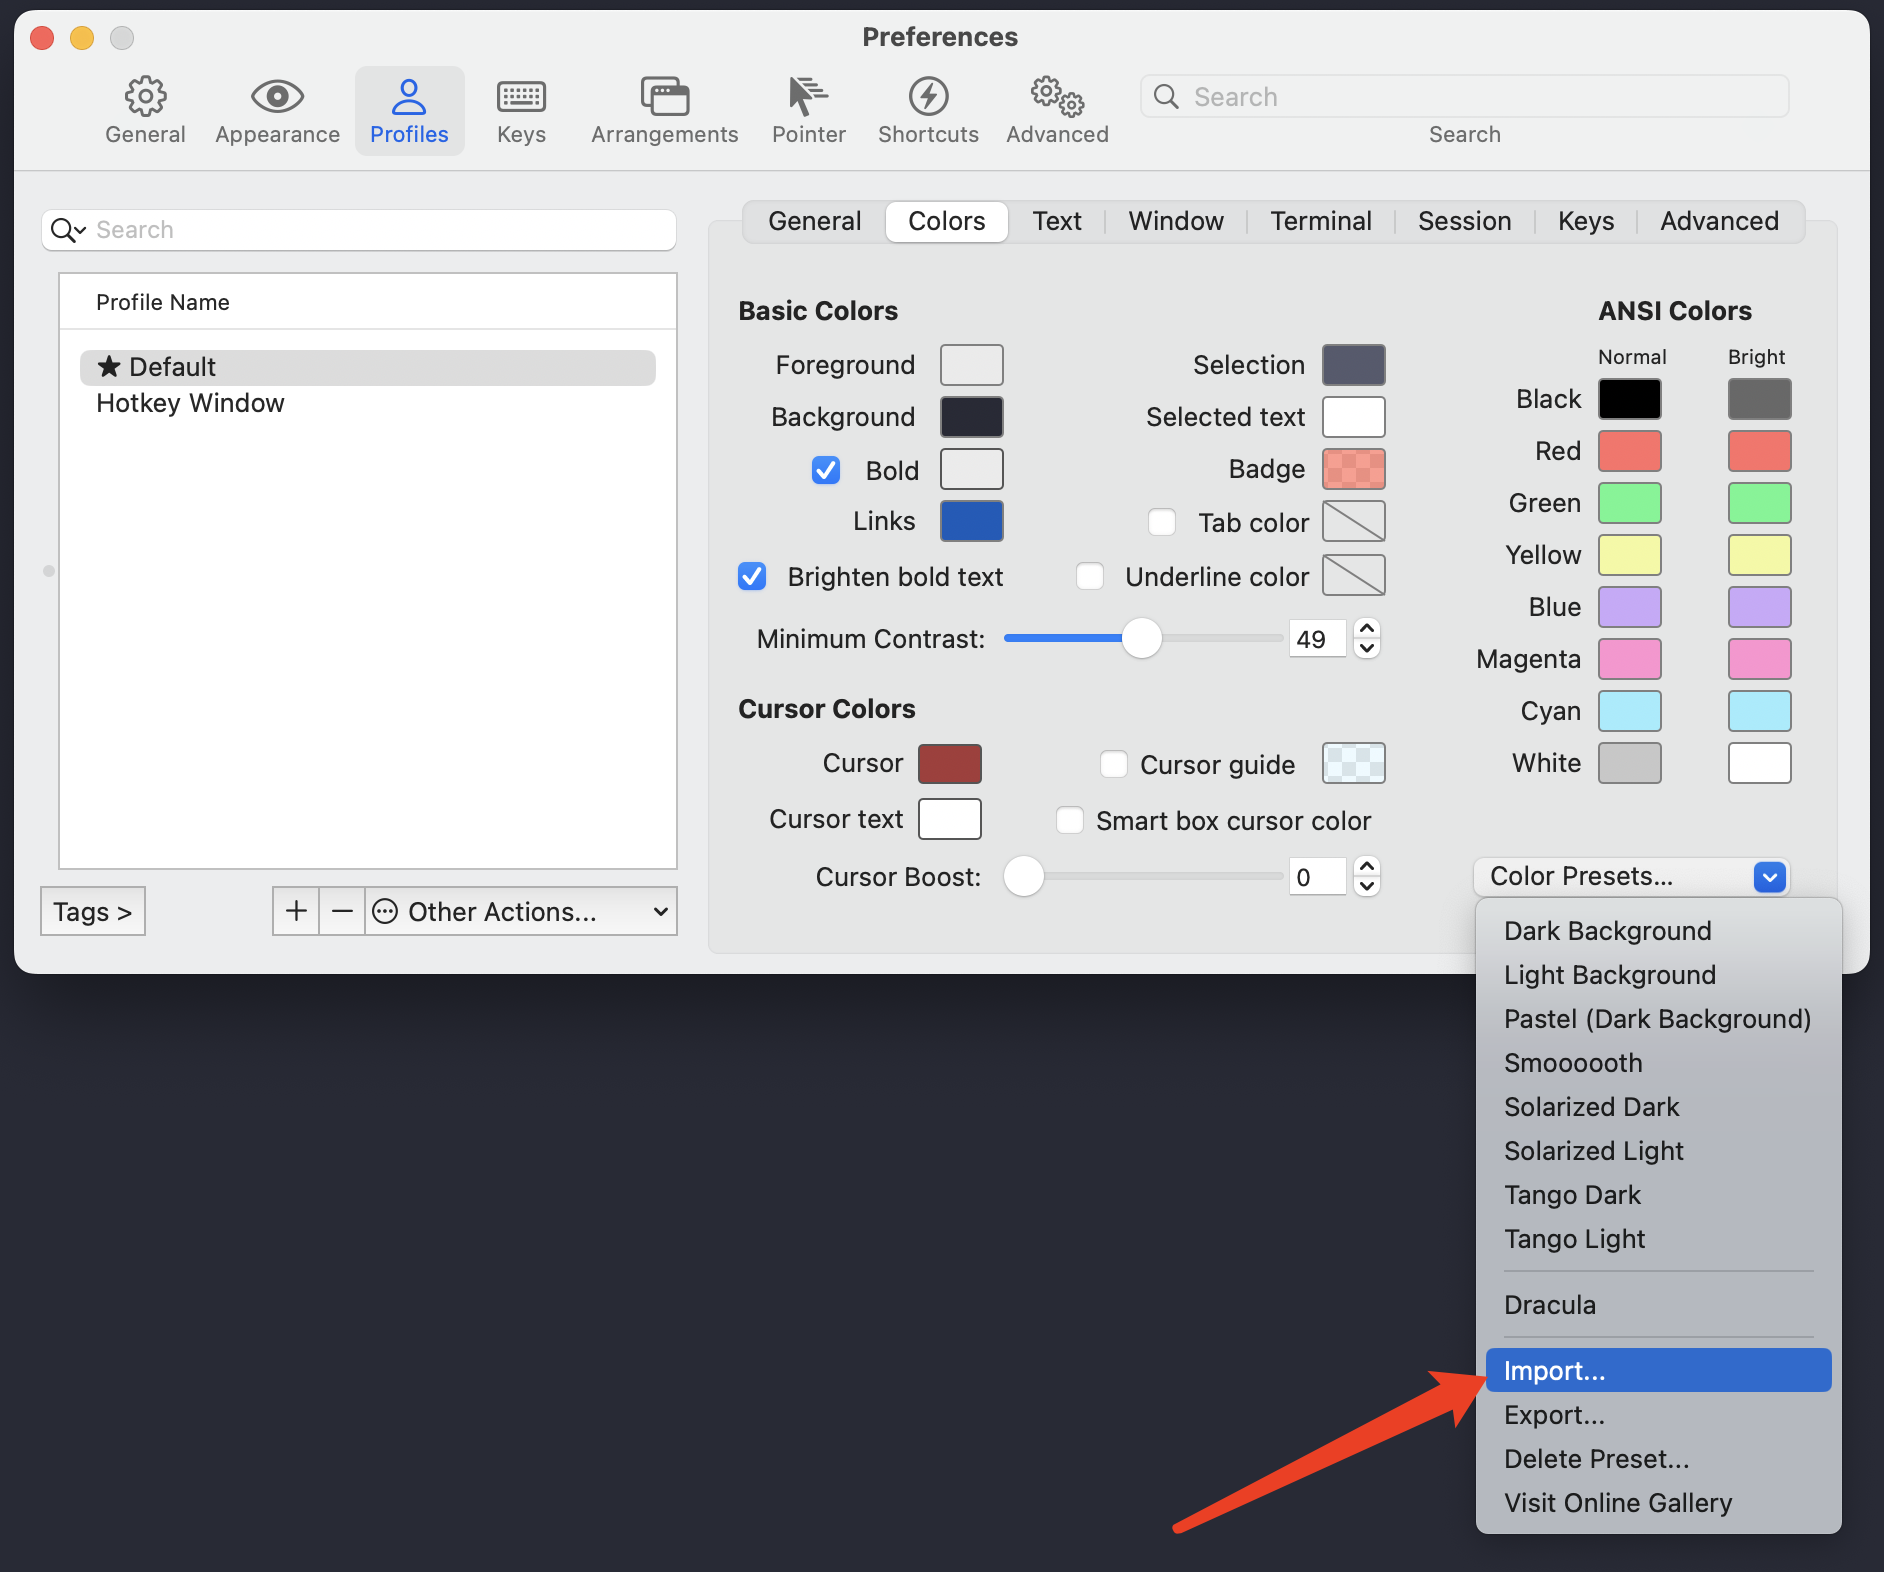 Preferences
General
Appearance
Profiles
Keys
Arrangements
Pointer
Shortcuts
Advanced
Search
Search
Search
Profile Name
★ Default
Hotkey Window
Tags >
+
−
Other Actions...
General
Colors
Text
Window
Terminal
Session
Keys
Advanced
Basic Colors
Foreground
Background
Bold
Links
Brighten bold text
Minimum Contrast:
49
Selection
Selected text
Badge
Tab color
Underline color
Cursor Colors
Cursor
Cursor text
Cursor Boost:
0
Cursor guide
Smart box cursor color
ANSI Colors
Normal Bright
Black
Red
Green
Yellow
Blue
Magenta
Cyan
White
Color Presets...
Dark Background
Light Background
Pastel (Dark Background)
Smoooooth
Solarized Dark
Solarized Light
Tango Dark
Tango Light
Dracula
Import...
Export...
Delete Preset...
Visit Online Gallery